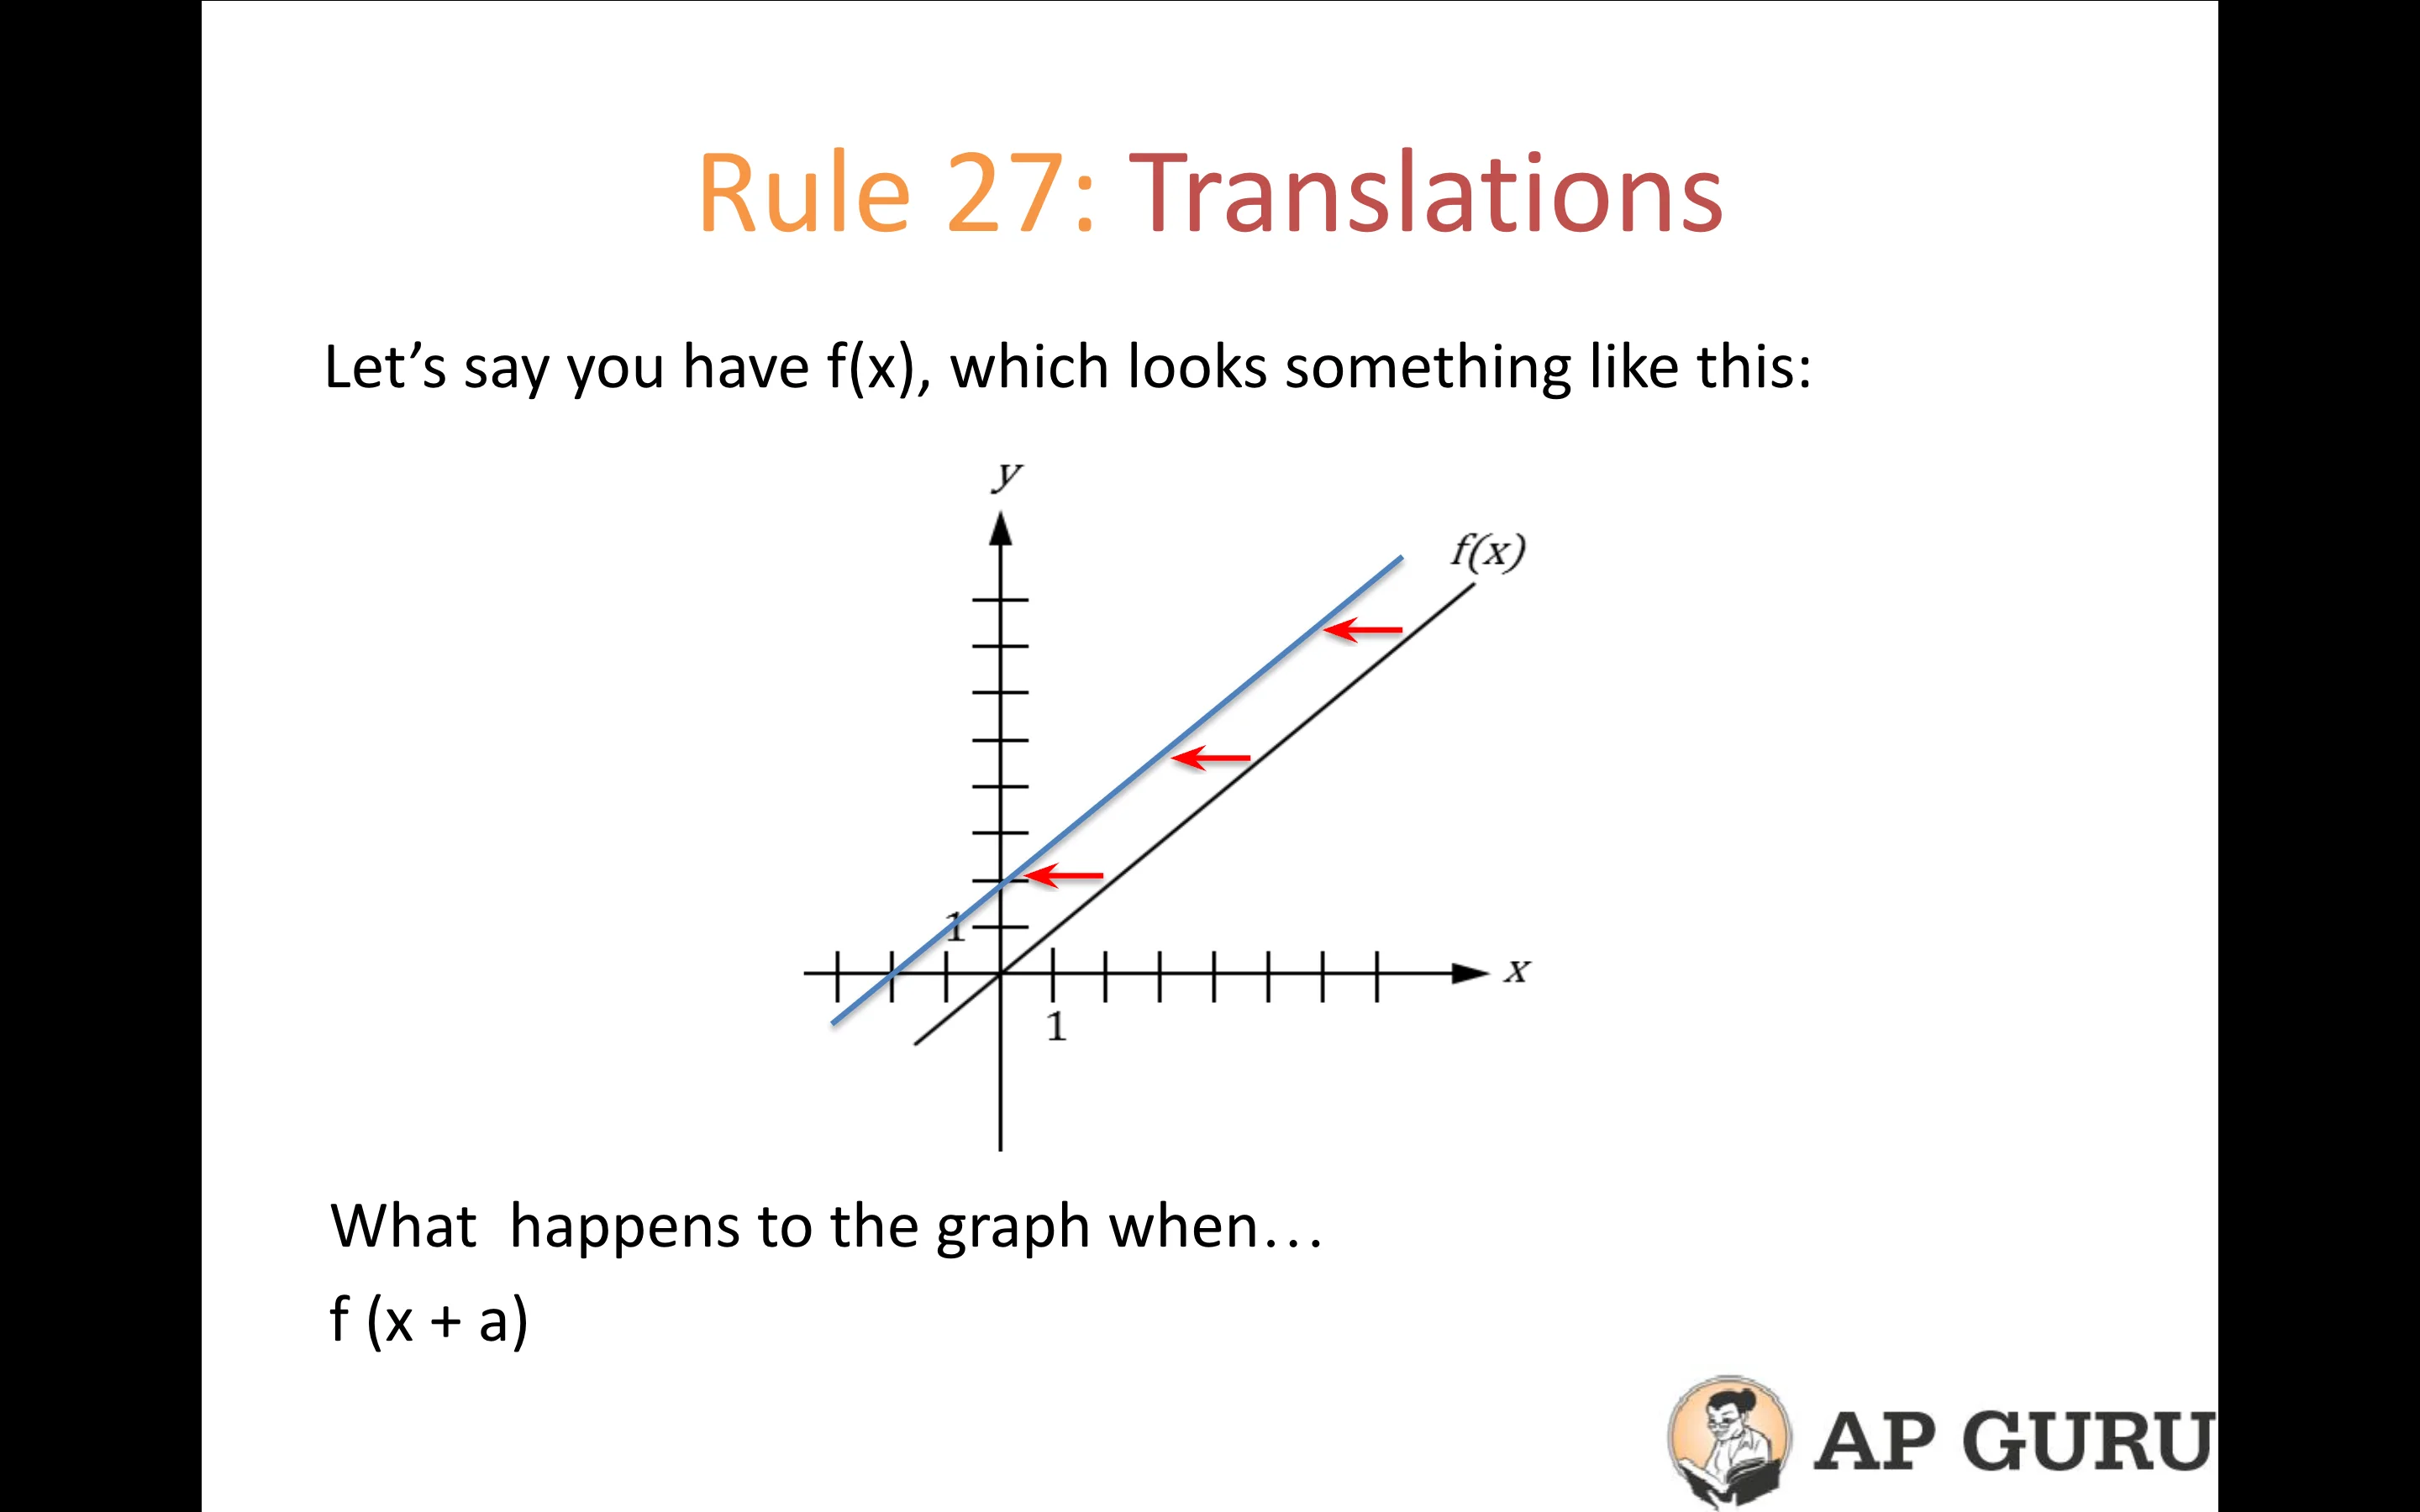 Rule 27: Translations
Let’s say you have f(x), which looks something like this:
y
f(x)
1
x
1
What happens to the graph when…
f (x + a)
AP GURU